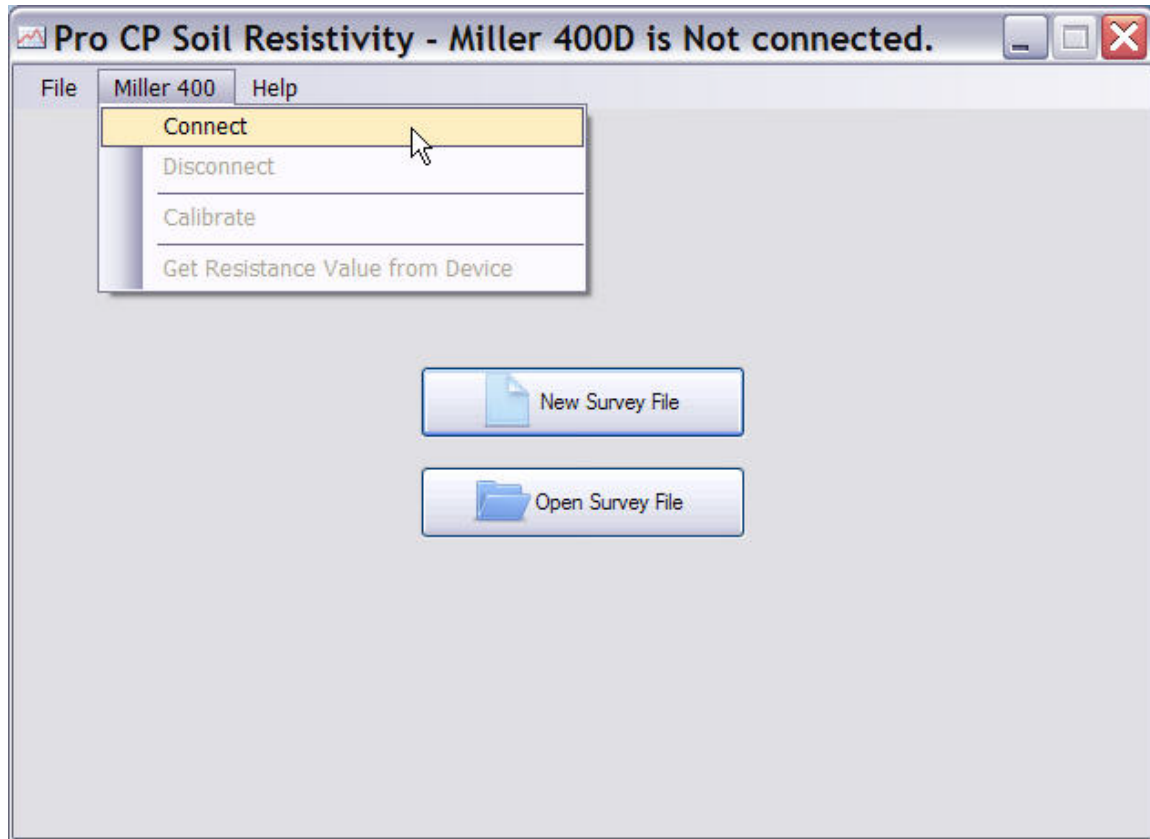 Pro CP Soil Resistivity - Miller 400D is Not connected.
File Miller 400 Help
Connect
Disconnect
Calibrate
Get Resistance Value from Device
New Survey File
Open Survey File